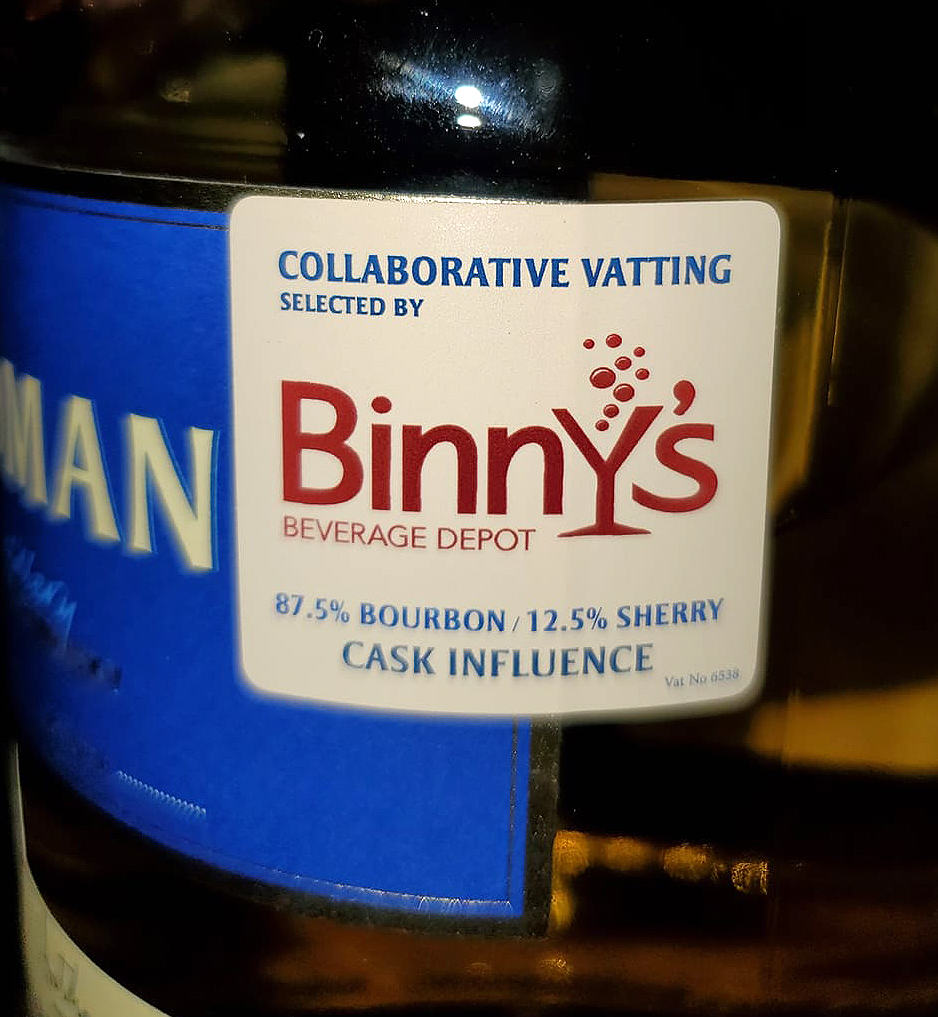 COLLABORATIVE VATTING
SELECTED BY
Binny's
BEVERAGE DEPOT
87.5% BOURBON / 12.5% SHERRY
CASK INFLUENCE
Vat No 6538
MAN